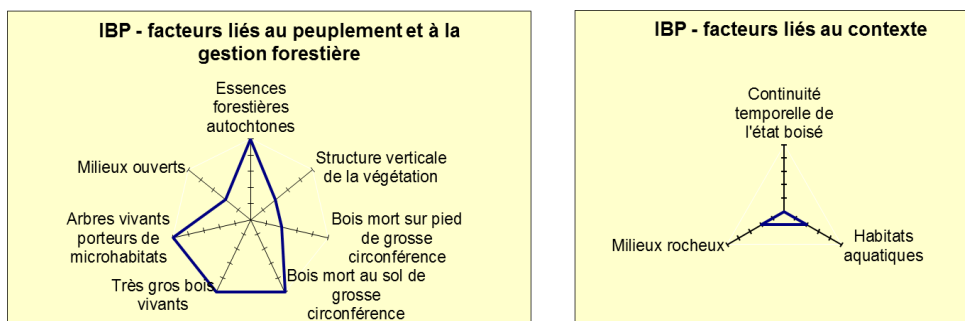 IBP - facteurs liés au peuplement et à la
gestion forestière
Essences
forestières
autochtones
Milieux ouverts
Structure verticale
de la végétation
Arbres vivants
porteurs de
microhabitats
Bois mort sur pied
de grosse
circonférence
Très gros bois
vivants
Bois mort au sol de
grosse
circonférence
IBP - facteurs liés au contexte
Continuité
temporelle de
l'état boisé
Milieux rocheux
Habitats
aquatiques